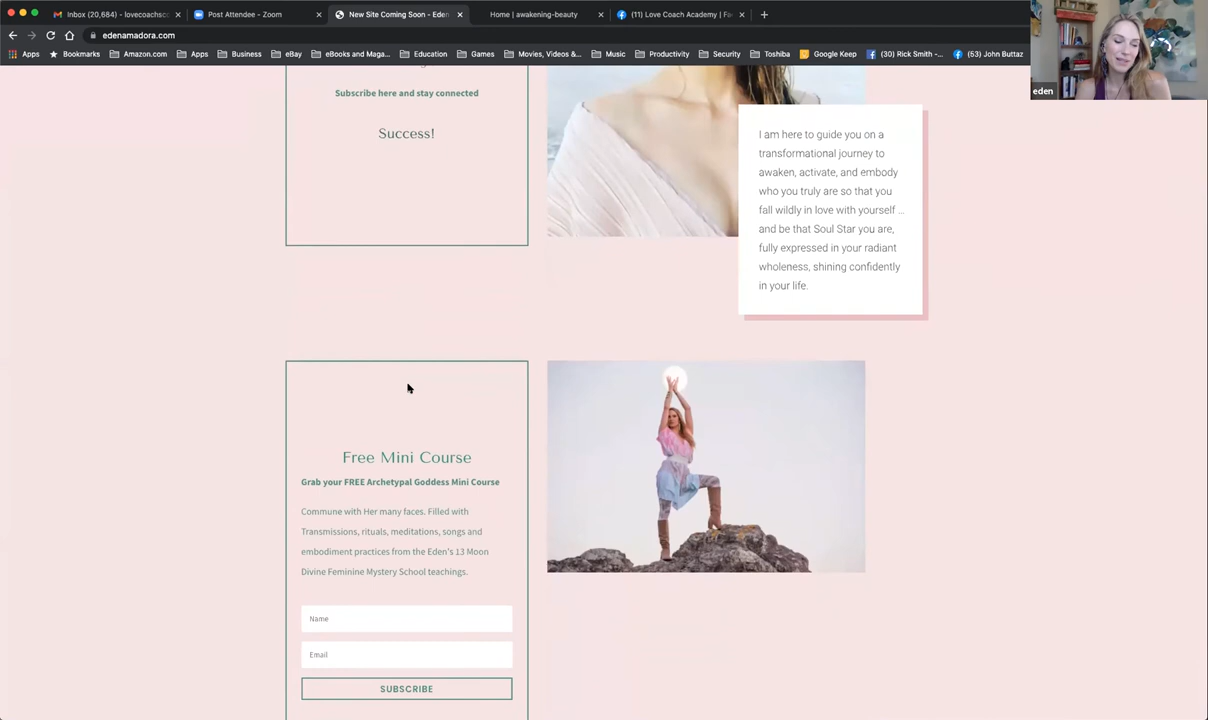 Inbox (20,684) - lovecoachsco
Post Attendee - Zoom
New Site Coming Soon - Eden
Home | awakening-beauty
(11) Love Coach Academy | Fa
edenamadora.com
Apps
Bookmarks
Amazon.com
Apps
Business
eBay
eBooks and Maga...
Education
Games
Movies, Videos &...
Music
Productivity
Security
Toshiba
Google Keep
(30) Rick Smith -...
(53) John Buttaz
eden
Subscribe here and stay connected
Success!
I am here to guide you on a
transformational journey to
awaken, activate, and embody
who you truly are so that you
fall wildly in love with yourself ...
and be that Soul Star you are,
fully expressed in your radiant
wholeness, shining confidently
in your life.
Free Mini Course
Grab your FREE Archetypal Goddess Mini Course
Commune with Her many faces. Filled with
Transmissions, rituals, meditations, songs and
embodiment practices from the Eden's 13 Moon
Divine Feminine Mystery School teachings.
Name
Email
SUBSCRIBE